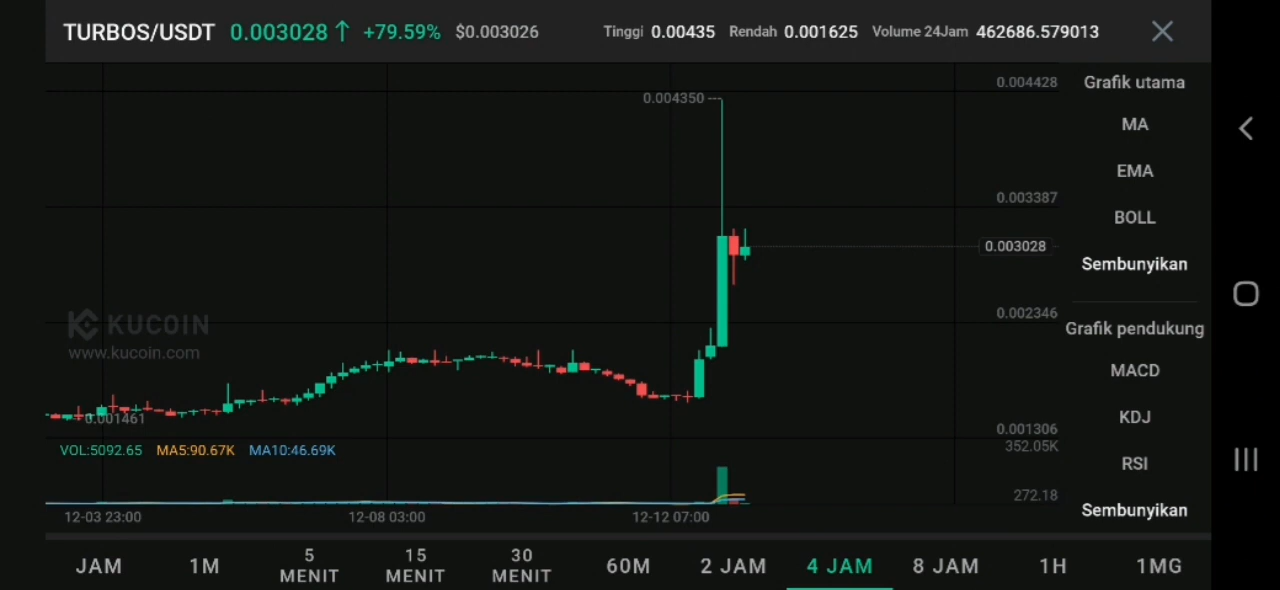 TURBOS/USDT 0.003028 ↑ +79.59% $0.003026 Tinggi 0.00435 Rendah 0.001625 Volume 24Jam 462686.579013
0.004428
Grafik utama
0.004350
MA
EMA
0.003387
BOLL
0.003028
Sembunyikan
0.002346
KUCOIN
Grafik pendukung
www.kucoin.com
MACD
0.001461
KDJ
0.001306
VOL:5092.65 MA5:90.67K MA10:46.69K
352.05K
RSI
272.18
Sembunyikan
12-03 23:00 12-08 03:00 12-12 07:00
JAM 1M 5 MENIT 15 MENIT 30 MENIT 60M 2 JAM 4 JAM 8 JAM 1H 1MG